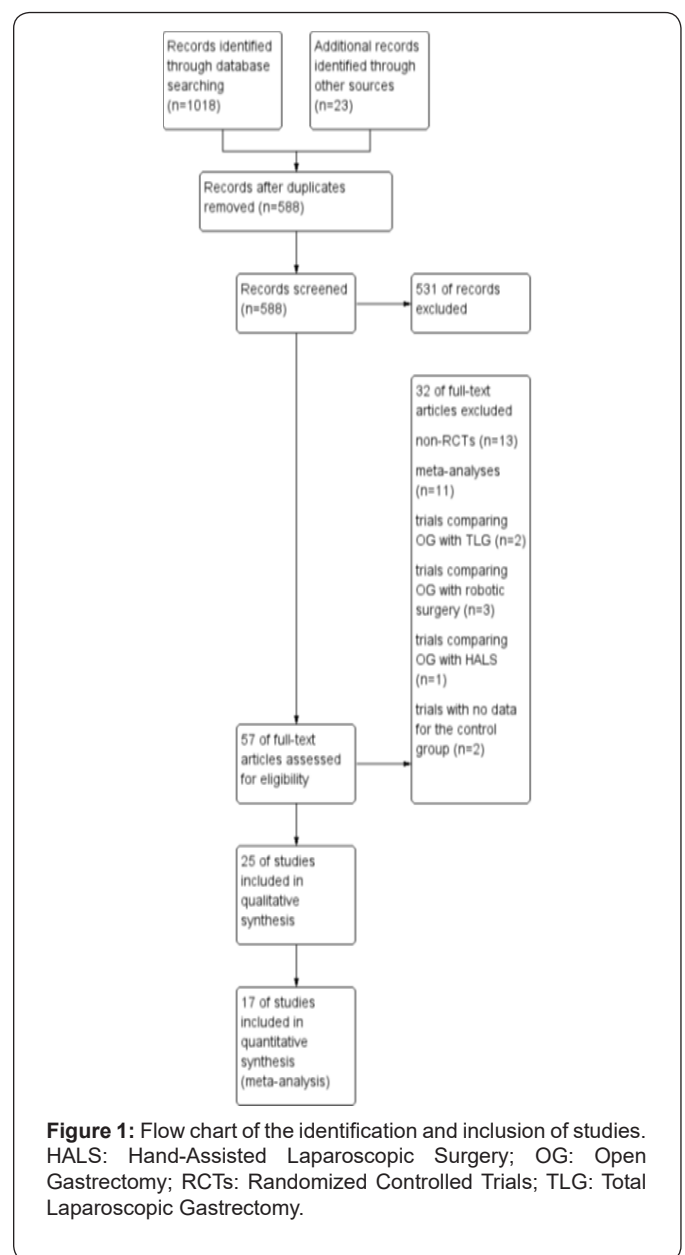 Records identified
through database
searching
(n=1018)
Additional records
identified through
other sources
(n=23)
Records after duplicates
removed (n=588)
Records screened
(n=588)
531 of records
excluded
32 of full-text
articles excluded
non-RCTs (n=13)
meta-analyses
(n=11)
trials comparing
OG with TLG (n=2)
trials comparing
OG with robotic
surgery (n=3)
trials comparing
OG with HALS
(n=1)
trials with no data
for the control
group (n=2)
57 of full-text
articles assessed
for eligibility
25 of studies
included in
qualitative
synthesis
17 of studies
included in
quantitative
synthesis
(meta-analysis)
Figure 1: Flow chart of the identification and inclusion of studies.
HALS: Hand-Assisted Laparoscopic Surgery; OG: Open
Gastrectomy; RCTs: Randomized Controlled Trials; TLG: Total
Laparoscopic Gastrectomy.